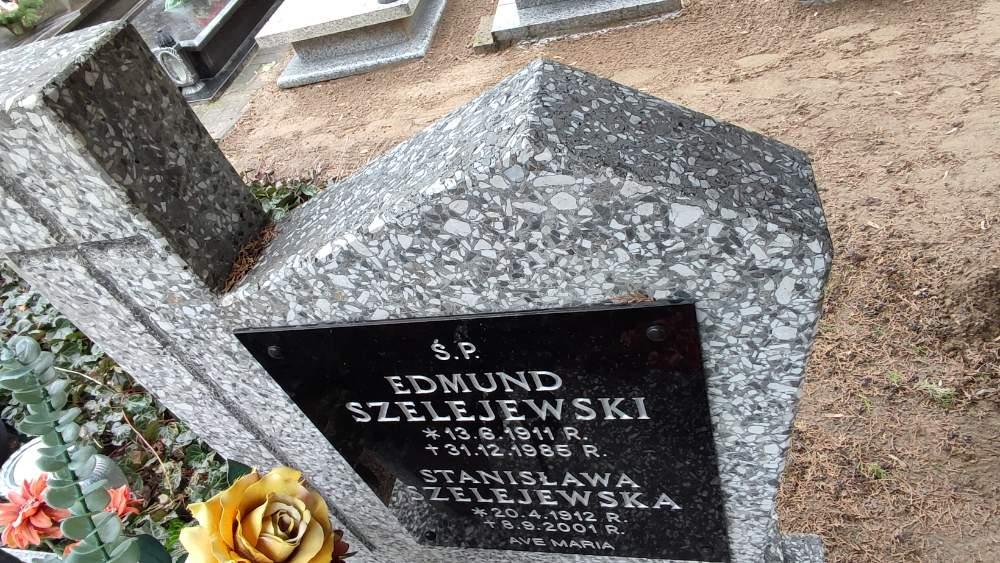 Ś.P.
EDMUND
SZELEJEWSKI
*13.6.1911 R.
+31.12.1985 R.
STANISŁAWA
SZELEJEWSKA
*20.4.1912 R.
+8.9.2001 R.
AVE MARIA